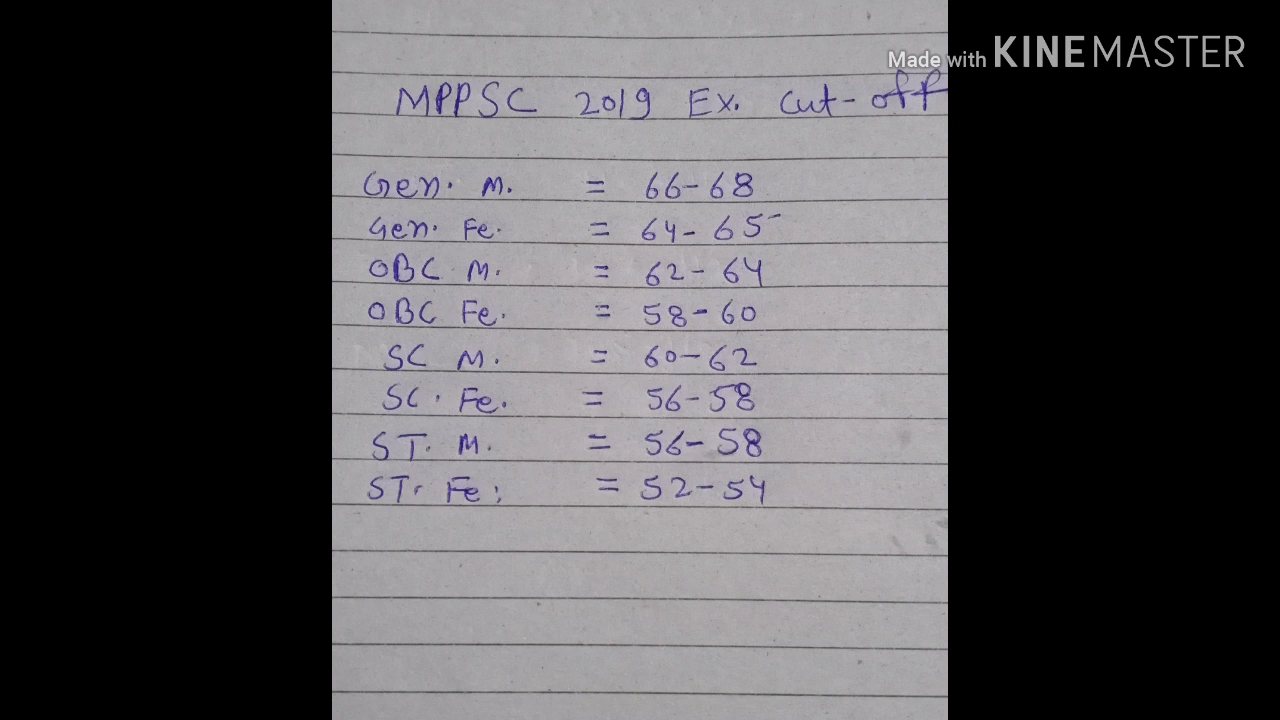 Made with KINEMASTER
MPPSC 2019 Ex. Cut-off
Gen. M. = 66-68
Gen. Fe. = 64-65
OBC M. = 62-64
OBC Fe. = 58-60
SC M. = 60-62
SC. Fe. = 56-58
ST. M. = 56-58
ST. Fe: = 52-54